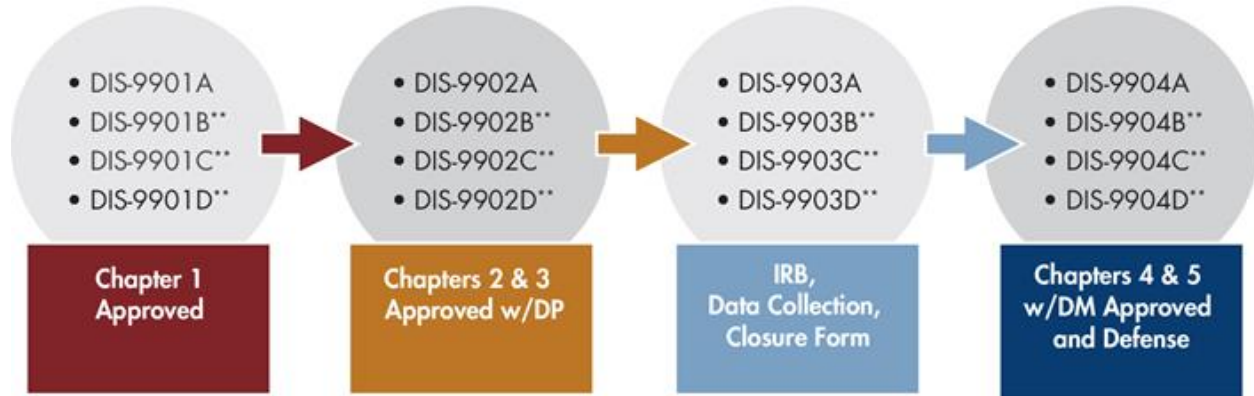 • DIS-9901A
• DIS-9901B**
• DIS-9901C**
• DIS-9901D**
Chapter 1
Approved
• DIS-9902A
• DIS-9902B**
• DIS-9902C**
• DIS-9902D**
Chapters 2 & 3
Approved w/DP
• DIS-9903A
• DIS-9903B**
• DIS-9903C**
• DIS-9903D**
IRB,
Data Collection,
Closure Form
• DIS-9904A
• DIS-9904B**
• DIS-9904C**
• DIS-9904D**
Chapters 4 & 5
w/DM Approved
and Defense